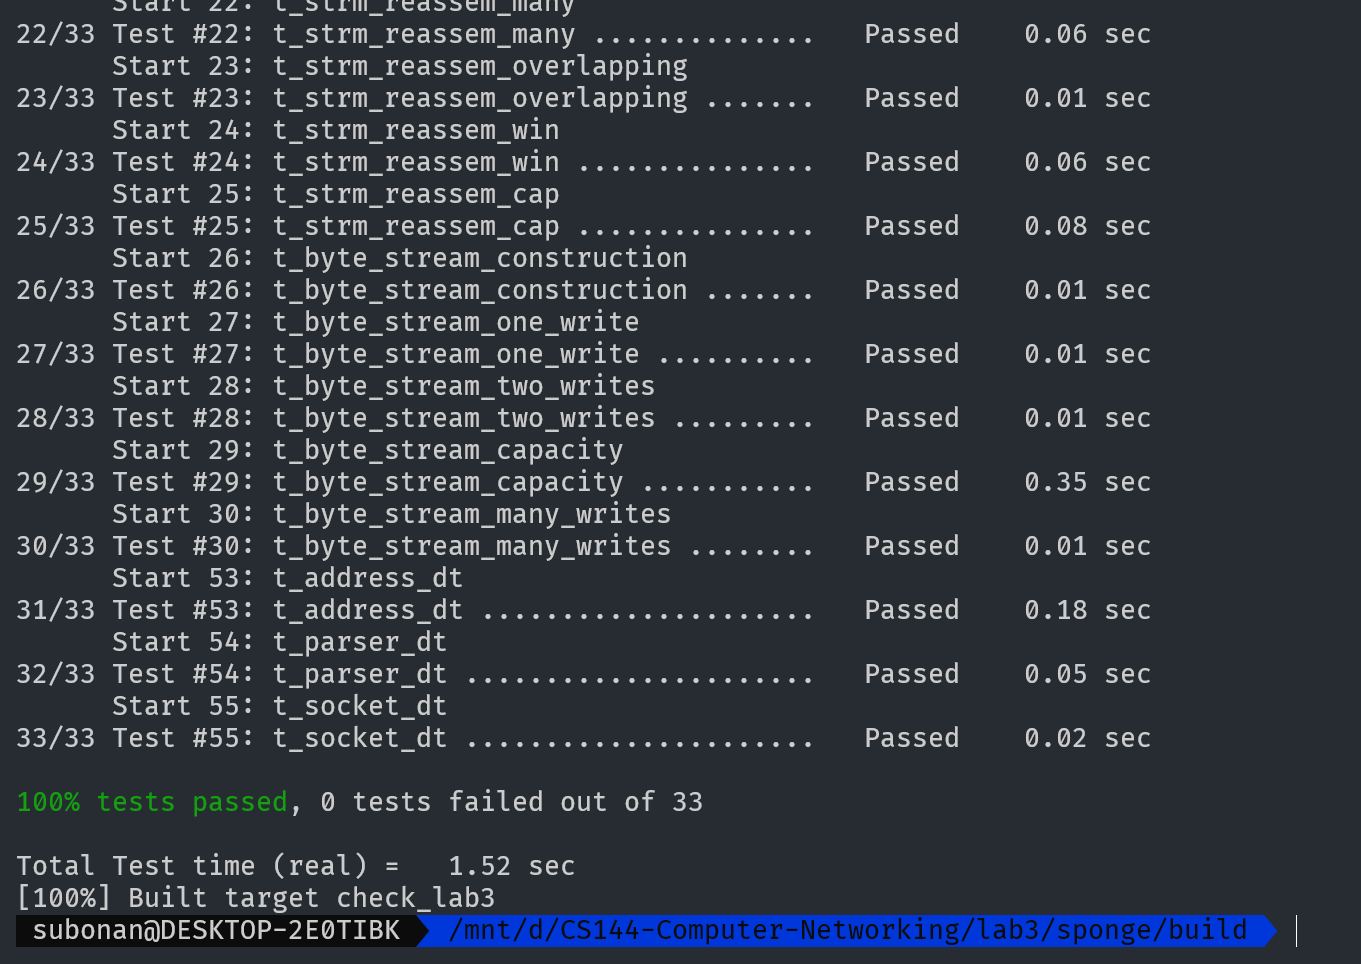 Start 22: t_strm_reassem_many
22/33 Test #22: t_strm_reassem_many ..............   Passed    0.06 sec
      Start 23: t_strm_reassem_overlapping
23/33 Test #23: t_strm_reassem_overlapping .......   Passed    0.01 sec
      Start 24: t_strm_reassem_win
24/33 Test #24: t_strm_reassem_win ...............   Passed    0.06 sec
      Start 25: t_strm_reassem_cap
25/33 Test #25: t_strm_reassem_cap ...............   Passed    0.08 sec
      Start 26: t_byte_stream_construction
26/33 Test #26: t_byte_stream_construction .......   Passed    0.01 sec
      Start 27: t_byte_stream_one_write
27/33 Test #27: t_byte_stream_one_write ..........   Passed    0.01 sec
      Start 28: t_byte_stream_two_writes
28/33 Test #28: t_byte_stream_two_writes .........   Passed    0.01 sec
      Start 29: t_byte_stream_capacity
29/33 Test #29: t_byte_stream_capacity ...........   Passed    0.35 sec
      Start 30: t_byte_stream_many_writes
30/33 Test #30: t_byte_stream_many_writes ........   Passed    0.01 sec
      Start 53: t_address_dt
31/33 Test #53: t_address_dt .....................   Passed    0.18 sec
      Start 54: t_parser_dt
32/33 Test #54: t_parser_dt ......................   Passed    0.05 sec
      Start 55: t_socket_dt
33/33 Test #55: t_socket_dt ......................   Passed    0.02 sec
100% tests passed, 0 tests failed out of 33
Total Test time (real) =   1.52 sec
[100%] Built target check_lab3
subonan@DESKTOP-2E0TIBK /mnt/d/CS144-Computer-Networking/lab3/sponge/build